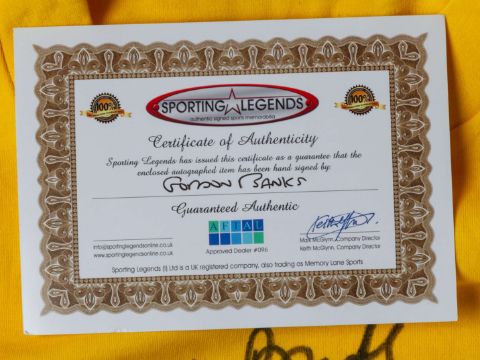 SPORTING LEGENDS
authentic signed sports memorabilia
100%
100%
Certificate of Authenticity
Sporting Legends has issued this certificate as a guarantee that the
enclosed autographed item has been hand signed by:
GORDON BANKS
Guaranteed Authentic
AFTAL
Approved Dealer #096
info@sportinglegendsonline.co.uk
www.sportinglegendsonline.co.uk
Mark McGlynn, Company Director
Keith McGlynn, Company Director
Sporting Legends (I) Ltd is a UK registered company, also trading as Memory Lane Sports